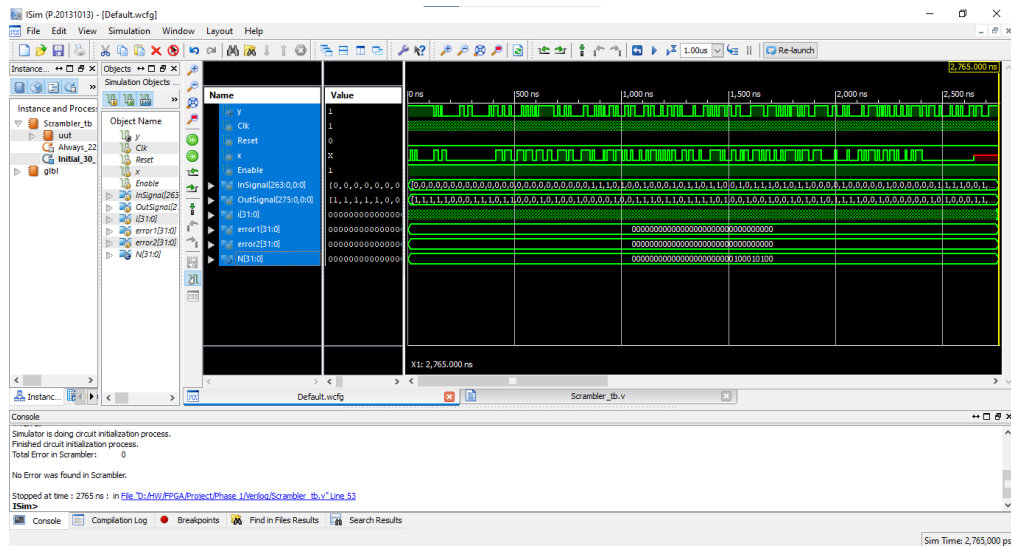 ISim (P.20131013) - [Default.wcfg]
File Edit View Simulation Window Layout Help
1.00us
Re-launch
Instance...
Objects
Simulation Objects ...
Instance and Process
Object Name
Scrambler_tb
uut
Always_22
Initial_30_
glbl
y
Clk
Reset
x
Enable
InSignal[263
OutSignal[2
i[31:0]
error1[31:0]
error2[31:0]
N[31:0]
Name
Value
2,765.000 ns
0 ns
500 ns
1,000 ns
1,500 ns
2,000 ns
2,500 ns
y 1
Clk 1
Reset 0
x X
Enable 1
InSignal[263:0,0:0] [0,0,0,0,0,0,0
OutSignal[275:0,0:0] [1,1,1,1,1,0,0
i[31:0] 00000000000000
error1[31:0] 00000000000000 00000000000000000000000000000000
error2[31:0] 00000000000000 00000000000000000000000000000000
N[31:0] 00000000000000 00000000000000000000000100010100
X1: 2,765.000 ns
Instanc...
Default.wcfg
Scrambler_tb.v
Console
Simulator is doing circuit initialization process.
Finished circuit initialization process.
Total Error in Scrambler: 0
No Error was found in Scrambler.
Stopped at time : 2765 ns : in File "D:/HW/FPGA/Project/Phase 1/Verilog/Scrambler_tb.v" Line 53
ISim>
Console
Compilation Log
Breakpoints
Find in Files Results
Search Results
Sim Time: 2,765,000 ps